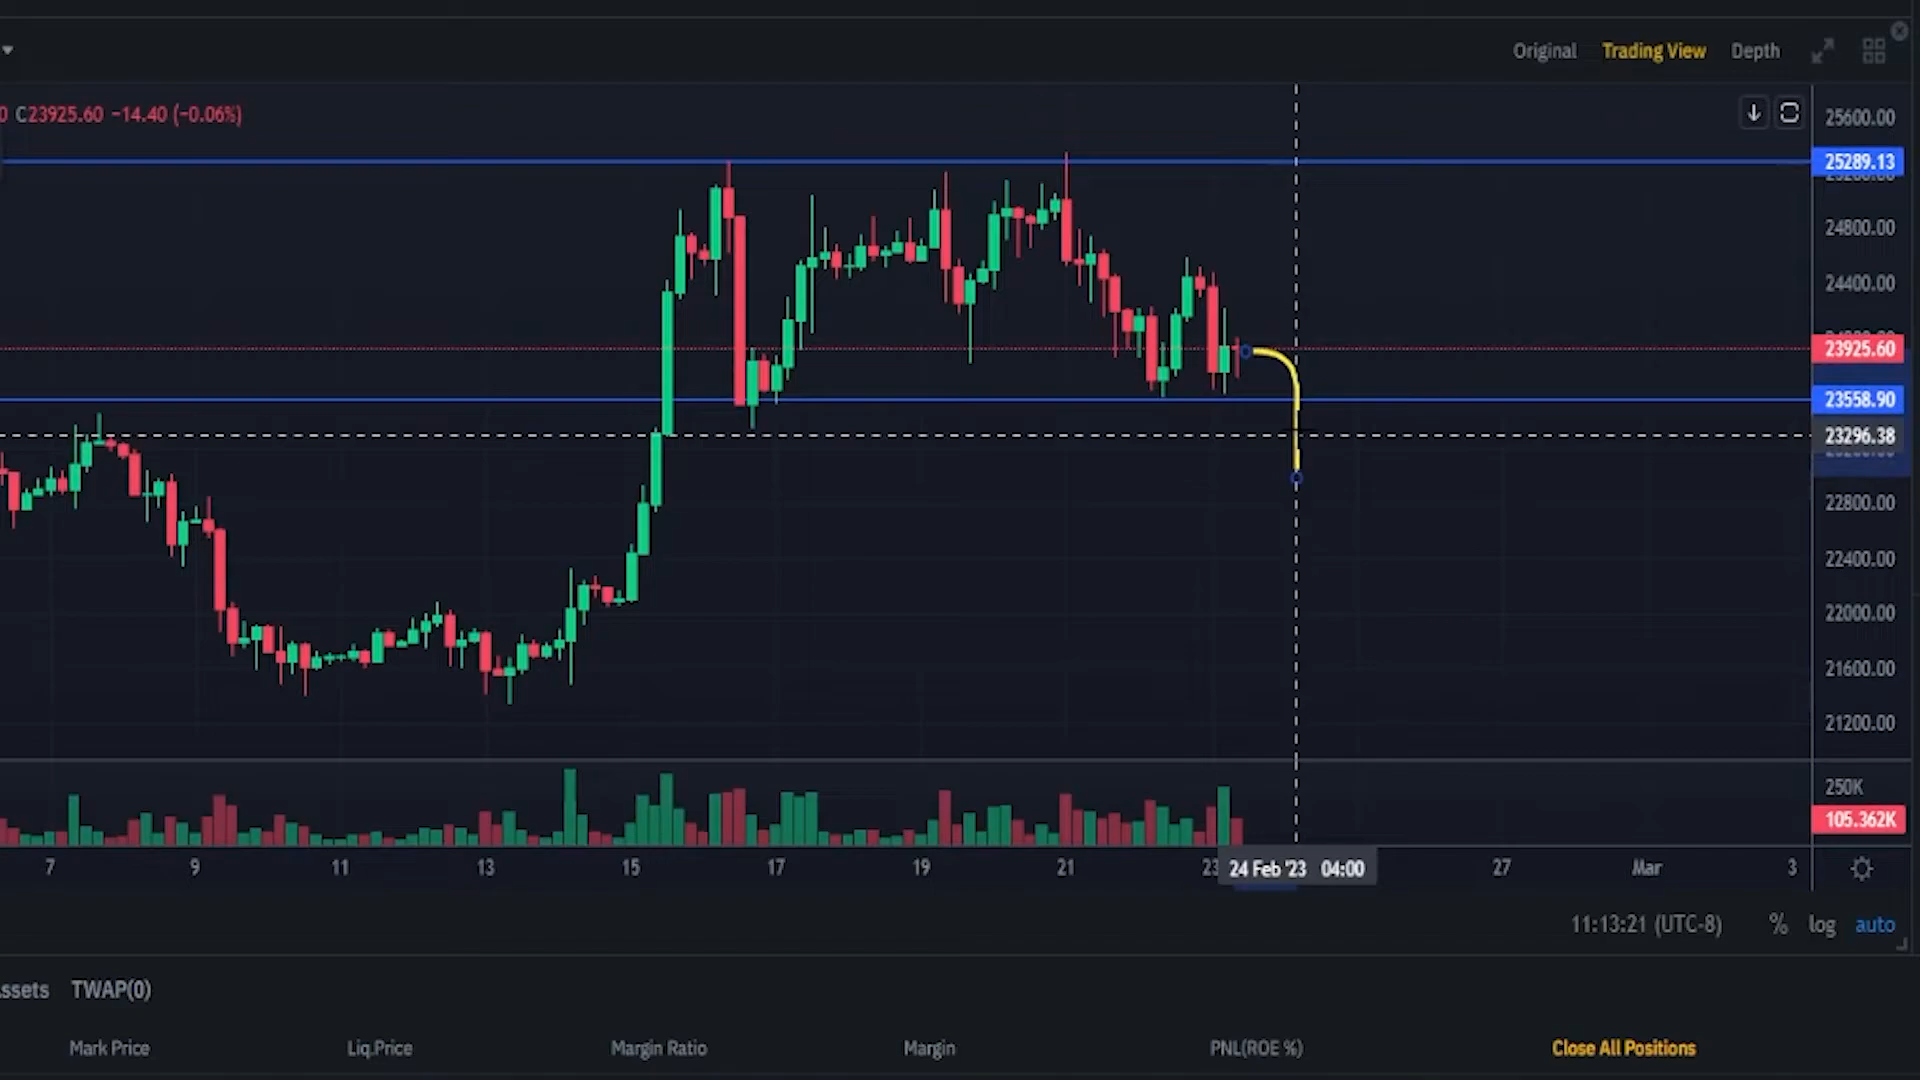 Original Trading View Depth
0 C23925.60 −14.40 (−0.06%)
25600.00
25289.13
24800.00
24400.00
23925.60
23558.90
23296.38
22800.00
22400.00
22000.00
21600.00
21200.00
250K
105.362K
7 9 11 13 15 17 19 21 23 24 Feb '23 04:00 27 Mar 3
11:13:21 (UTC-8) % log auto
ssets TWAP(0)
Mark Price Liq.Price Margin Ratio Margin PNL(ROE %) Close All Positions